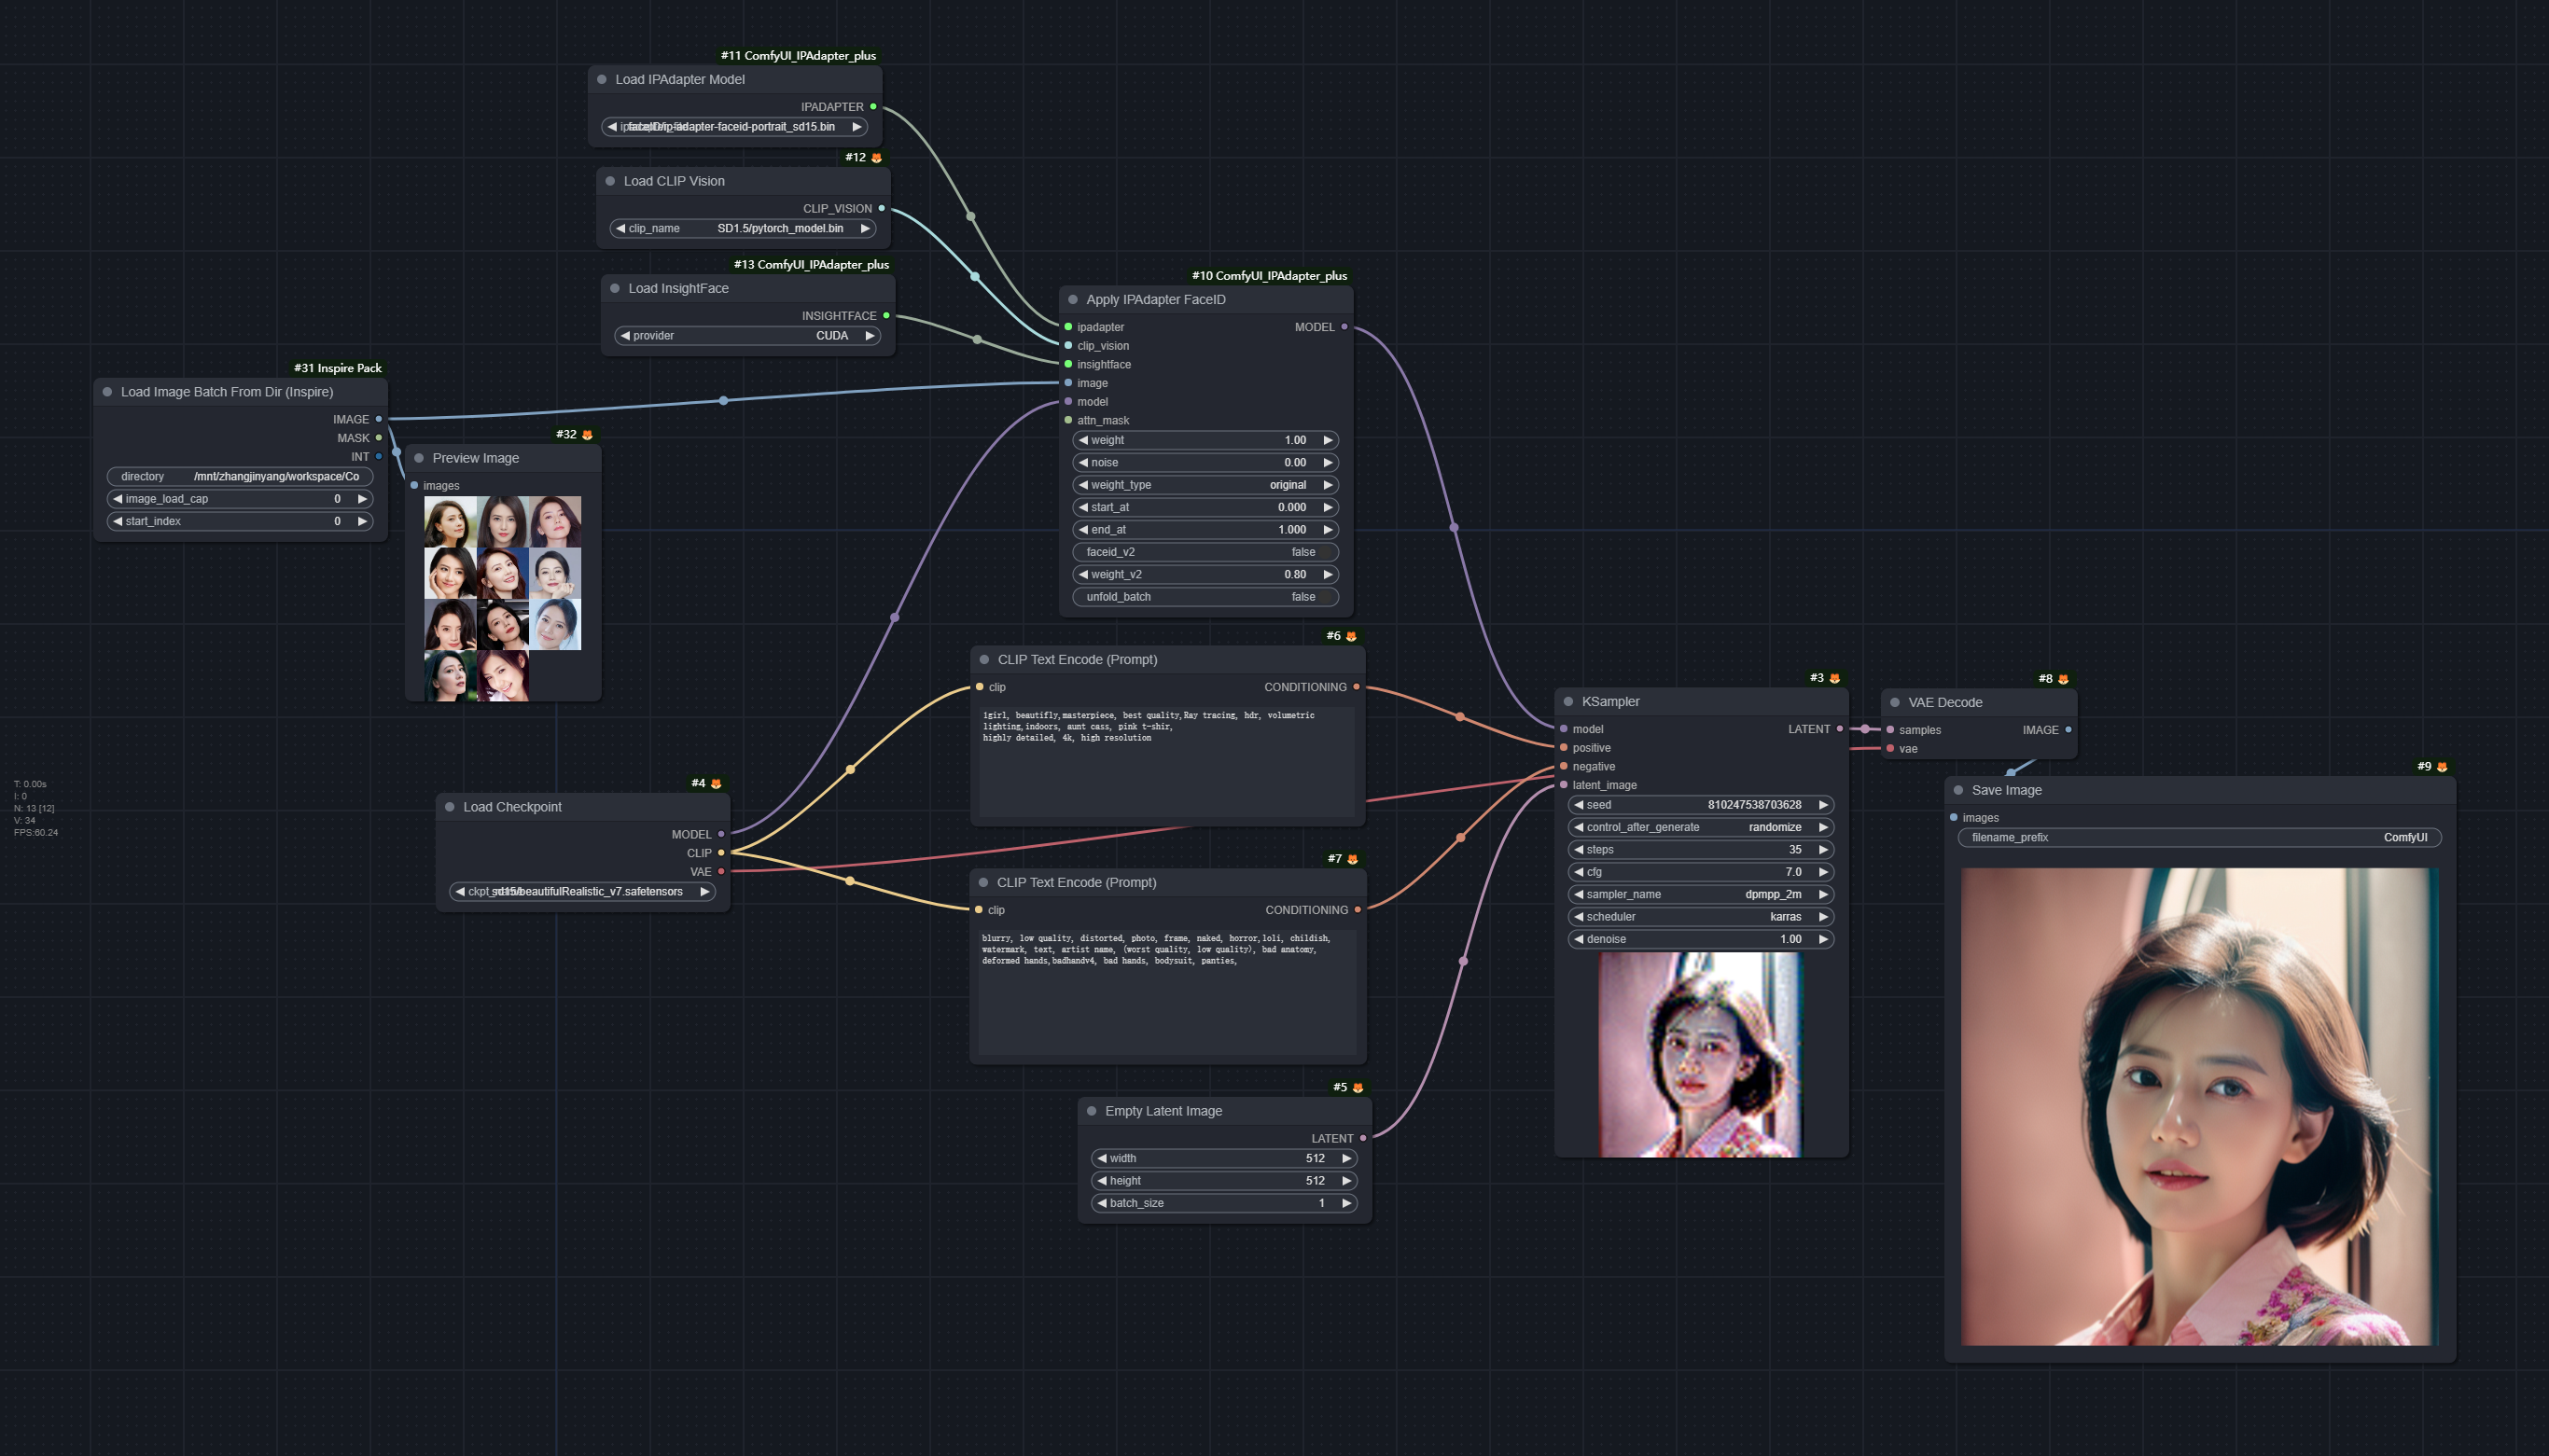 #11 ComfyUI_IPAdapter_plus
Load IPAdapter Model
IPADAPTER
faceID/ip-adapter-faceid-portrait_sd15.bin
#12
Load CLIP Vision
CLIP_VISION
clip_name SD1.5/pytorch_model.bin
#13 ComfyUI_IPAdapter_plus
Load InsightFace
INSIGHTFACE
provider CUDA
#31 Inspire Pack
Load Image Batch From Dir (Inspire)
IMAGE
MASK
INT
directory /mnt/zhangjinyang/workspace/Co
image_load_cap 0
start_index 0
#32
Preview Image
images
#10 ComfyUI_IPAdapter_plus
Apply IPAdapter FaceID
ipadapter MODEL
clip_vision
insightface
image
model
attn_mask
weight 1.00
noise 0.00
weight_type original
start_at 0.000
end_at 1.000
faceid_v2 false
weight_v2 0.80
unfold_batch false
#4
Load Checkpoint
MODEL
CLIP
VAE
sd15/beautifulRealistic_v7.safetensors
#6
CLIP Text Encode (Prompt)
clip CONDITIONING
1girl, beautifly,masterpiece, best quality,Ray tracing, hdr, volumetric
lighting,indoors, aunt cass, pink t-shir,
highly detailed, 4k, high resolution
#7
CLIP Text Encode (Prompt)
clip CONDITIONING
blurry, low quality, distorted, photo, frame, naked, horror,loli, childish,
watermark, text, artist name, (worst quality, low quality), bad anatomy,
deformed hands,badhandv4, bad hands, bodysuit, panties,
#5
Empty Latent Image
LATENT
width 512
height 512
batch_size 1
#3
KSampler
model LATENT
positive
negative
latent_image
seed 810247538703628
control_after_generate randomize
steps 35
cfg 7.0
sampler_name dpmpp_2m
scheduler karras
denoise 1.00
#8
VAE Decode
samples IMAGE
vae
#9
Save Image
images
filename_prefix ComfyUI
T: 0.00s
I: 0
N: 13 [12]
V: 34
FPS:60.24